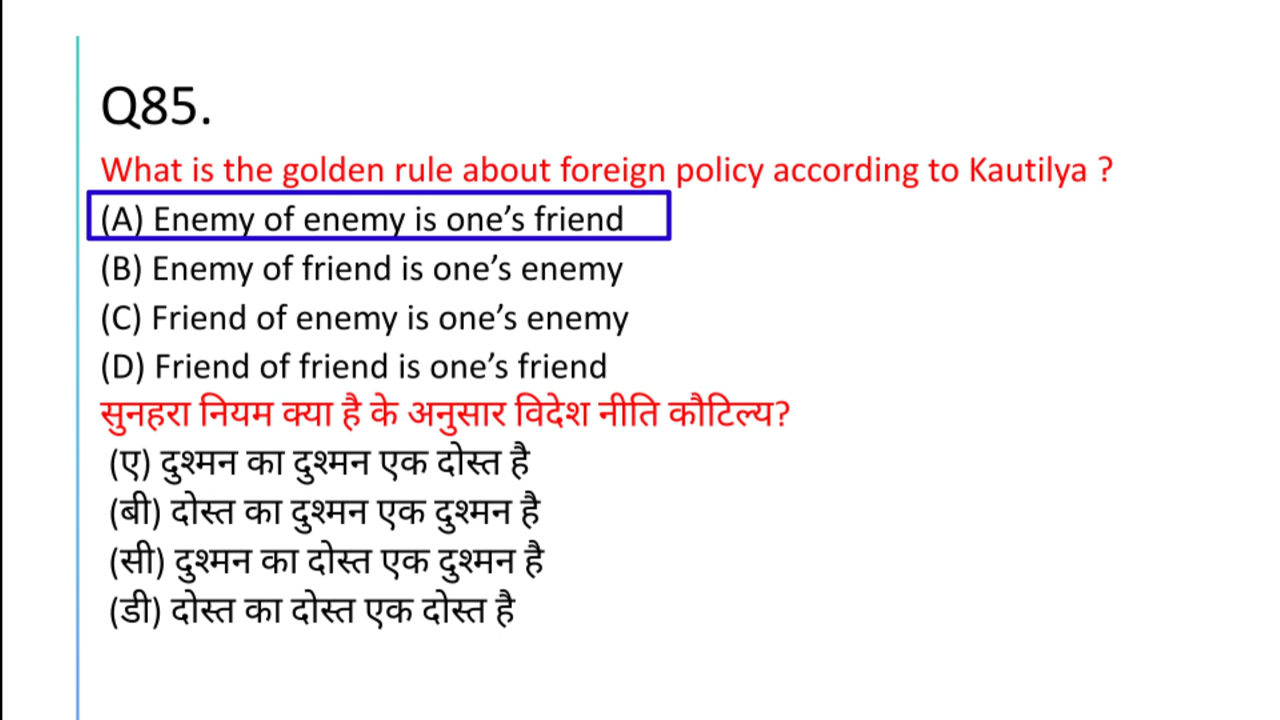 Q85.
What is the golden rule about foreign policy according to Kautilya ?
(A) Enemy of enemy is one’s friend
(B) Enemy of friend is one’s enemy
(C) Friend of enemy is one’s enemy
(D) Friend of friend is one’s friend
सुनहरा नियम क्या है के अनुसार विदेश नीति कौटिल्य?
(ए) दुश्मन का दुश्मन एक दोस्त है
(बी) दोस्त का दुश्मन एक दुश्मन है
(सी) दुश्मन का दोस्त एक दुश्मन है
(डी) दोस्त का दोस्त एक दोस्त है